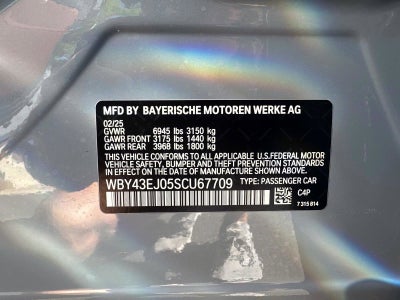 MFD BY BAYERISCHE MOTOREN WERKE AG
02/25
GVWR 6945 lbs 3150 kg
GAWR FRONT 3175 lbs 1440 kg
GAWR REAR 3968 lbs 1800 kg
THIS VEHICLE CONFORMS TO ALL APPLICABLE U.S.FEDERAL MOTOR
VEHICLE SAFETY, BUMPER AND THEFT PREVENTION STANDARDS IN
EFFECT ON THE DATE OF MANUFACTURE SHOWN ABOVE.
WBY43EJ05SCU67709 TYPE: PASSENGER CAR
C4P
7 315 814